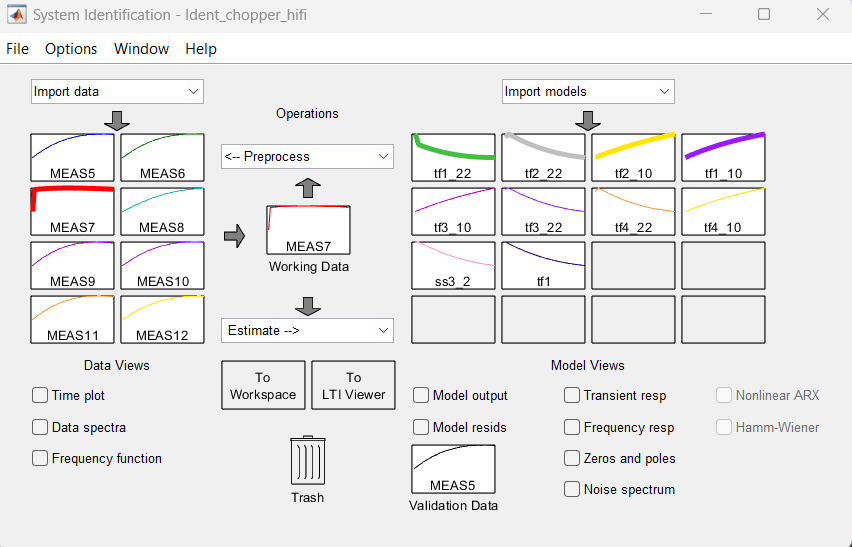 System Identification - Ident_chopper_hifi
File Options Window Help
Import data
Import models
Operations
MEAS5 MEAS6
<-- Preprocess
tf1_22 tf2_22 tf2_10 tf1_10
MEAS7 MEAS8
MEAS7
Working Data
tf3_10 tf3_22 tf4_22 tf4_10
MEAS9 MEAS10
ss3_2 tf1
MEAS11 MEAS12
Estimate -->
Data Views
Model Views
To
Workspace
To
LTI Viewer
Time plot
Data spectra
Frequency function
Trash
Model output
Model resids
MEAS5
Validation Data
Transient resp
Frequency resp
Zeros and poles
Noise spectrum
Nonlinear ARX
Hamm-Wiener